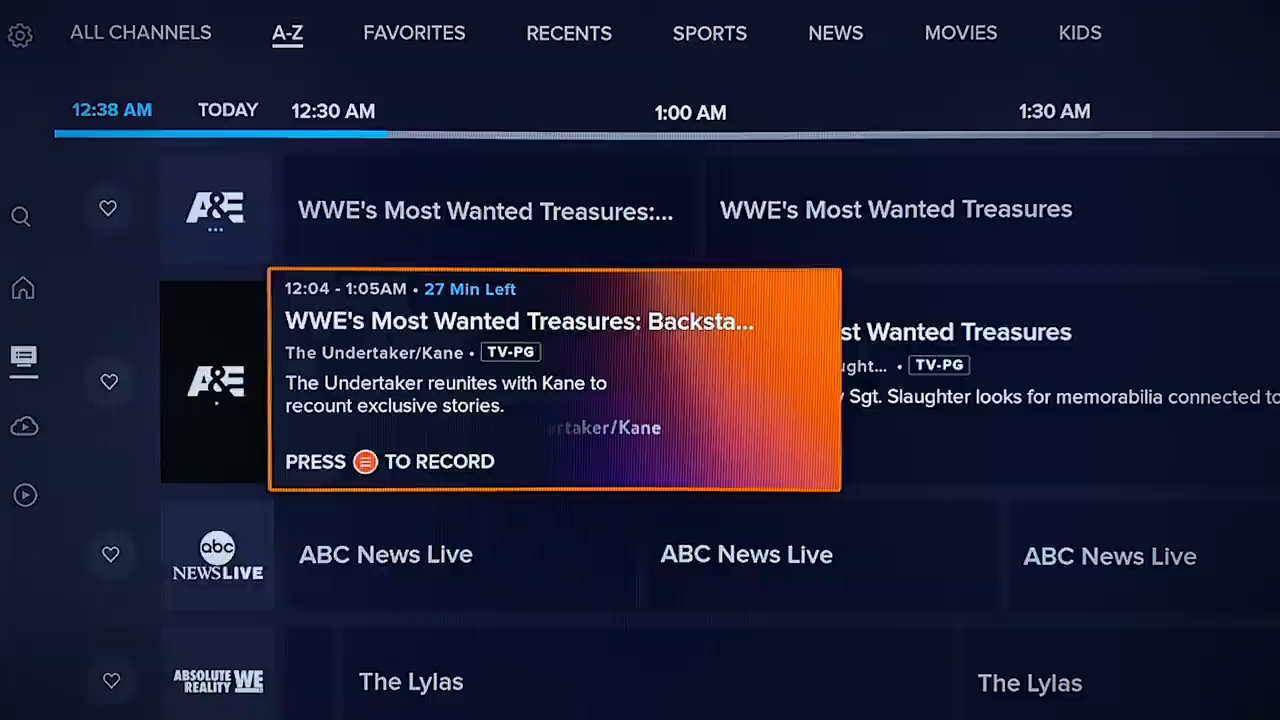 ALL CHANNELS A-Z FAVORITES RECENTS SPORTS NEWS MOVIES KIDS
12:38 AM TODAY 12:30 AM 1:00 AM 1:30 AM
A&E WWE's Most Wanted Treasures:... WWE's Most Wanted Treasures
12:04 - 1:05AM • 27 Min Left
WWE's Most Wanted Treasures: Backsta... st Wanted Treasures
The Undertaker/Kane • TV-PG ught... • TV-PG
A&E The Undertaker reunites with Kane to Sgt. Slaughter looks for memorabilia connected to
recount exclusive stories.
rtaker/Kane
PRESS TO RECORD
abc
NEWSLIVE ABC News Live ABC News Live ABC News Live
ABSOLUTE
REALITY WE The Lylas The Lylas